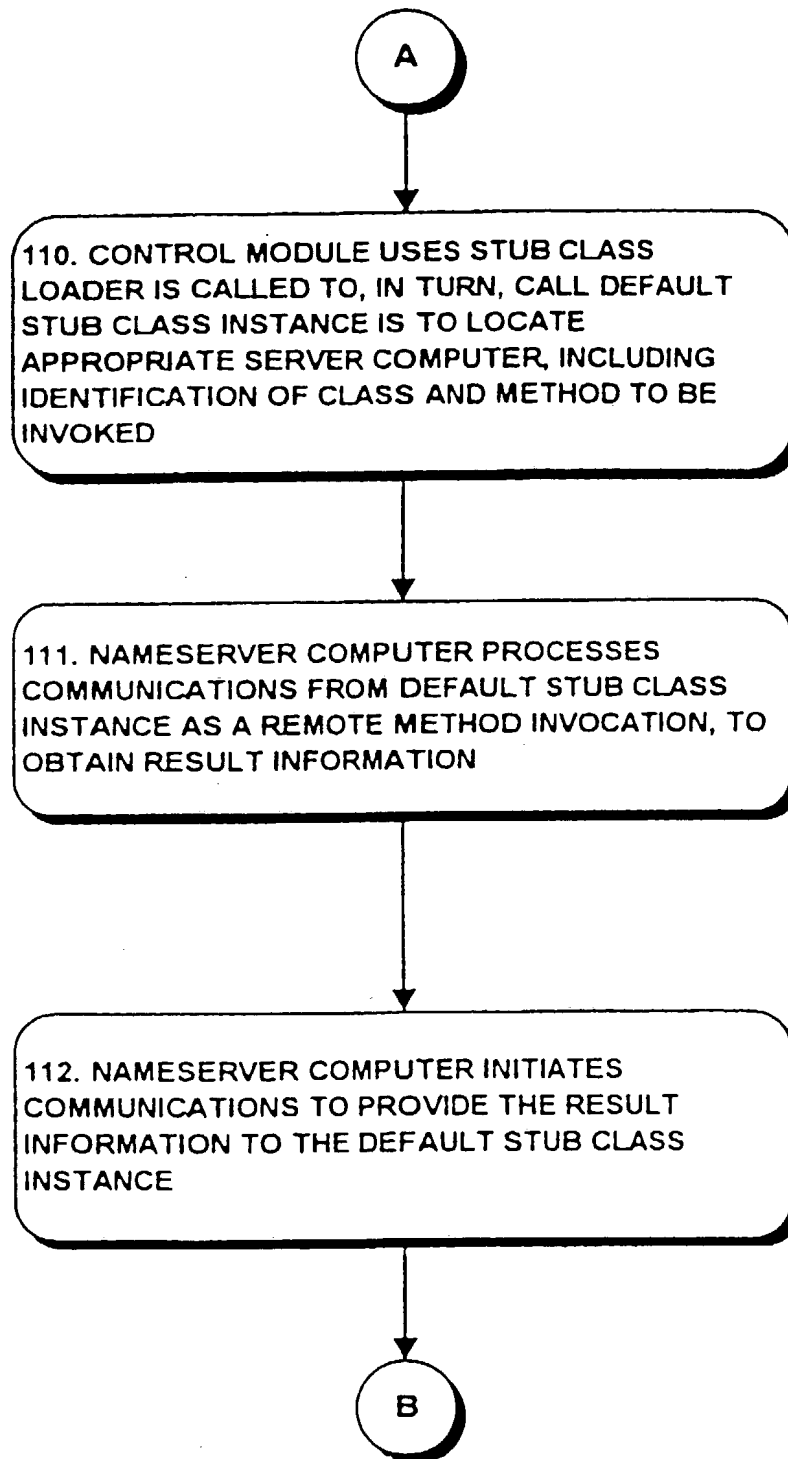 A
110. CONTROL MODULE USES STUB CLASS
LOADER IS CALLED TO, IN TURN, CALL DEFAULT
STUB CLASS INSTANCE IS TO LOCATE
APPROPRIATE SERVER COMPUTER, INCLUDING
IDENTIFICATION OF CLASS AND METHOD TO BE
INVOKED
111. NAMESERVER COMPUTER PROCESSES
COMMUNICATIONS FROM DEFAULT STUB CLASS
INSTANCE AS A REMOTE METHOD INVOCATION, TO
OBTAIN RESULT INFORMATION
112. NAMESERVER COMPUTER INITIATES
COMMUNICATIONS TO PROVIDE THE RESULT
INFORMATION TO THE DEFAULT STUB CLASS
INSTANCE
B